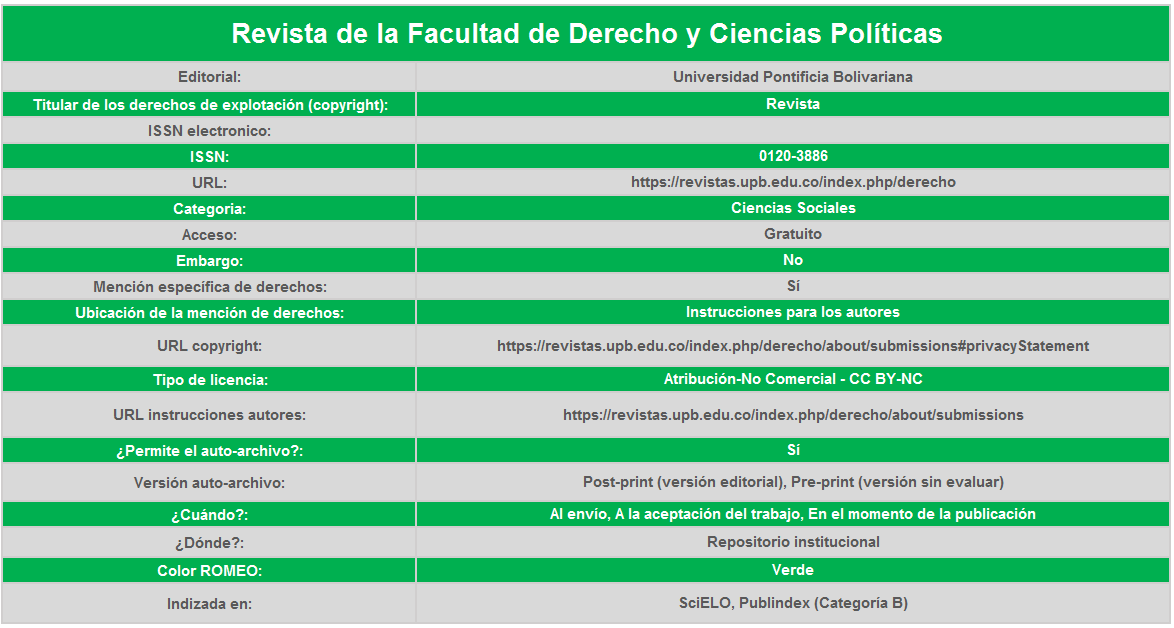 Revista de la Facultad de Derecho y Ciencias Políticas
Editorial: Universidad Pontificia Bolivariana
Titular de los derechos de explotación (copyright): Revista
ISSN electronico:
ISSN: 0120-3886
URL: https://revistas.upb.edu.co/index.php/derecho
Categoria: Ciencias Sociales
Acceso: Gratuito
Embargo: No
Mención específica de derechos: Sí
Ubicación de la mención de derechos: Instrucciones para los autores
URL copyright: https://revistas.upb.edu.co/index.php/derecho/about/submissions#privacyStatement
Tipo de licencia: Atribución-No Comercial - CC BY-NC
URL instrucciones autores: https://revistas.upb.edu.co/index.php/derecho/about/submissions
¿Permite el auto-archivo?: Sí
Versión auto-archivo: Post-print (versión editorial), Pre-print (versión sin evaluar)
¿Cuándo?: Al envío, A la aceptación del trabajo, En el momento de la publicación
¿Dónde?: Repositorio institucional
Color ROMEO: Verde
Indizada en: SciELO, Publindex (Categoría B)